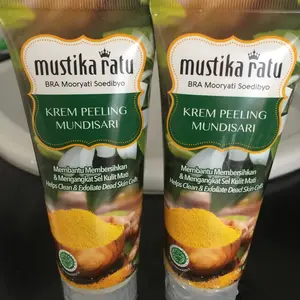 mustika ratu
BRA Mooryati Soedibyo
KREM PEELING
MUNDISARI
Membantu Membersihkan
& Mengangkat Sel Kulit Mati
Helps Clean & Exfoliate Dead Skin Cells
mustika ratu
BRA Mooryati Soedibyo
KREM PEELING
MUNDISARI
Membantu Membersihkan
& Mengangkat Sel Kulit Mati
Helps Clean & Exfoliate Dead Skin Cells